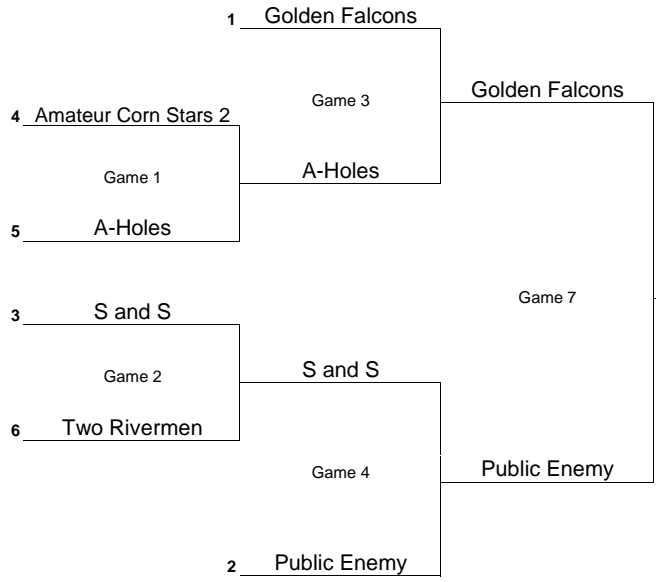 1 Golden Falcons
Game 3
Golden Falcons
4 Amateur Corn Stars 2
Game 1
A-Holes
5 A-Holes
Game 7
3 S and S
Game 2
S and S
6 Two Rivermen
Game 4
Public Enemy
2 Public Enemy